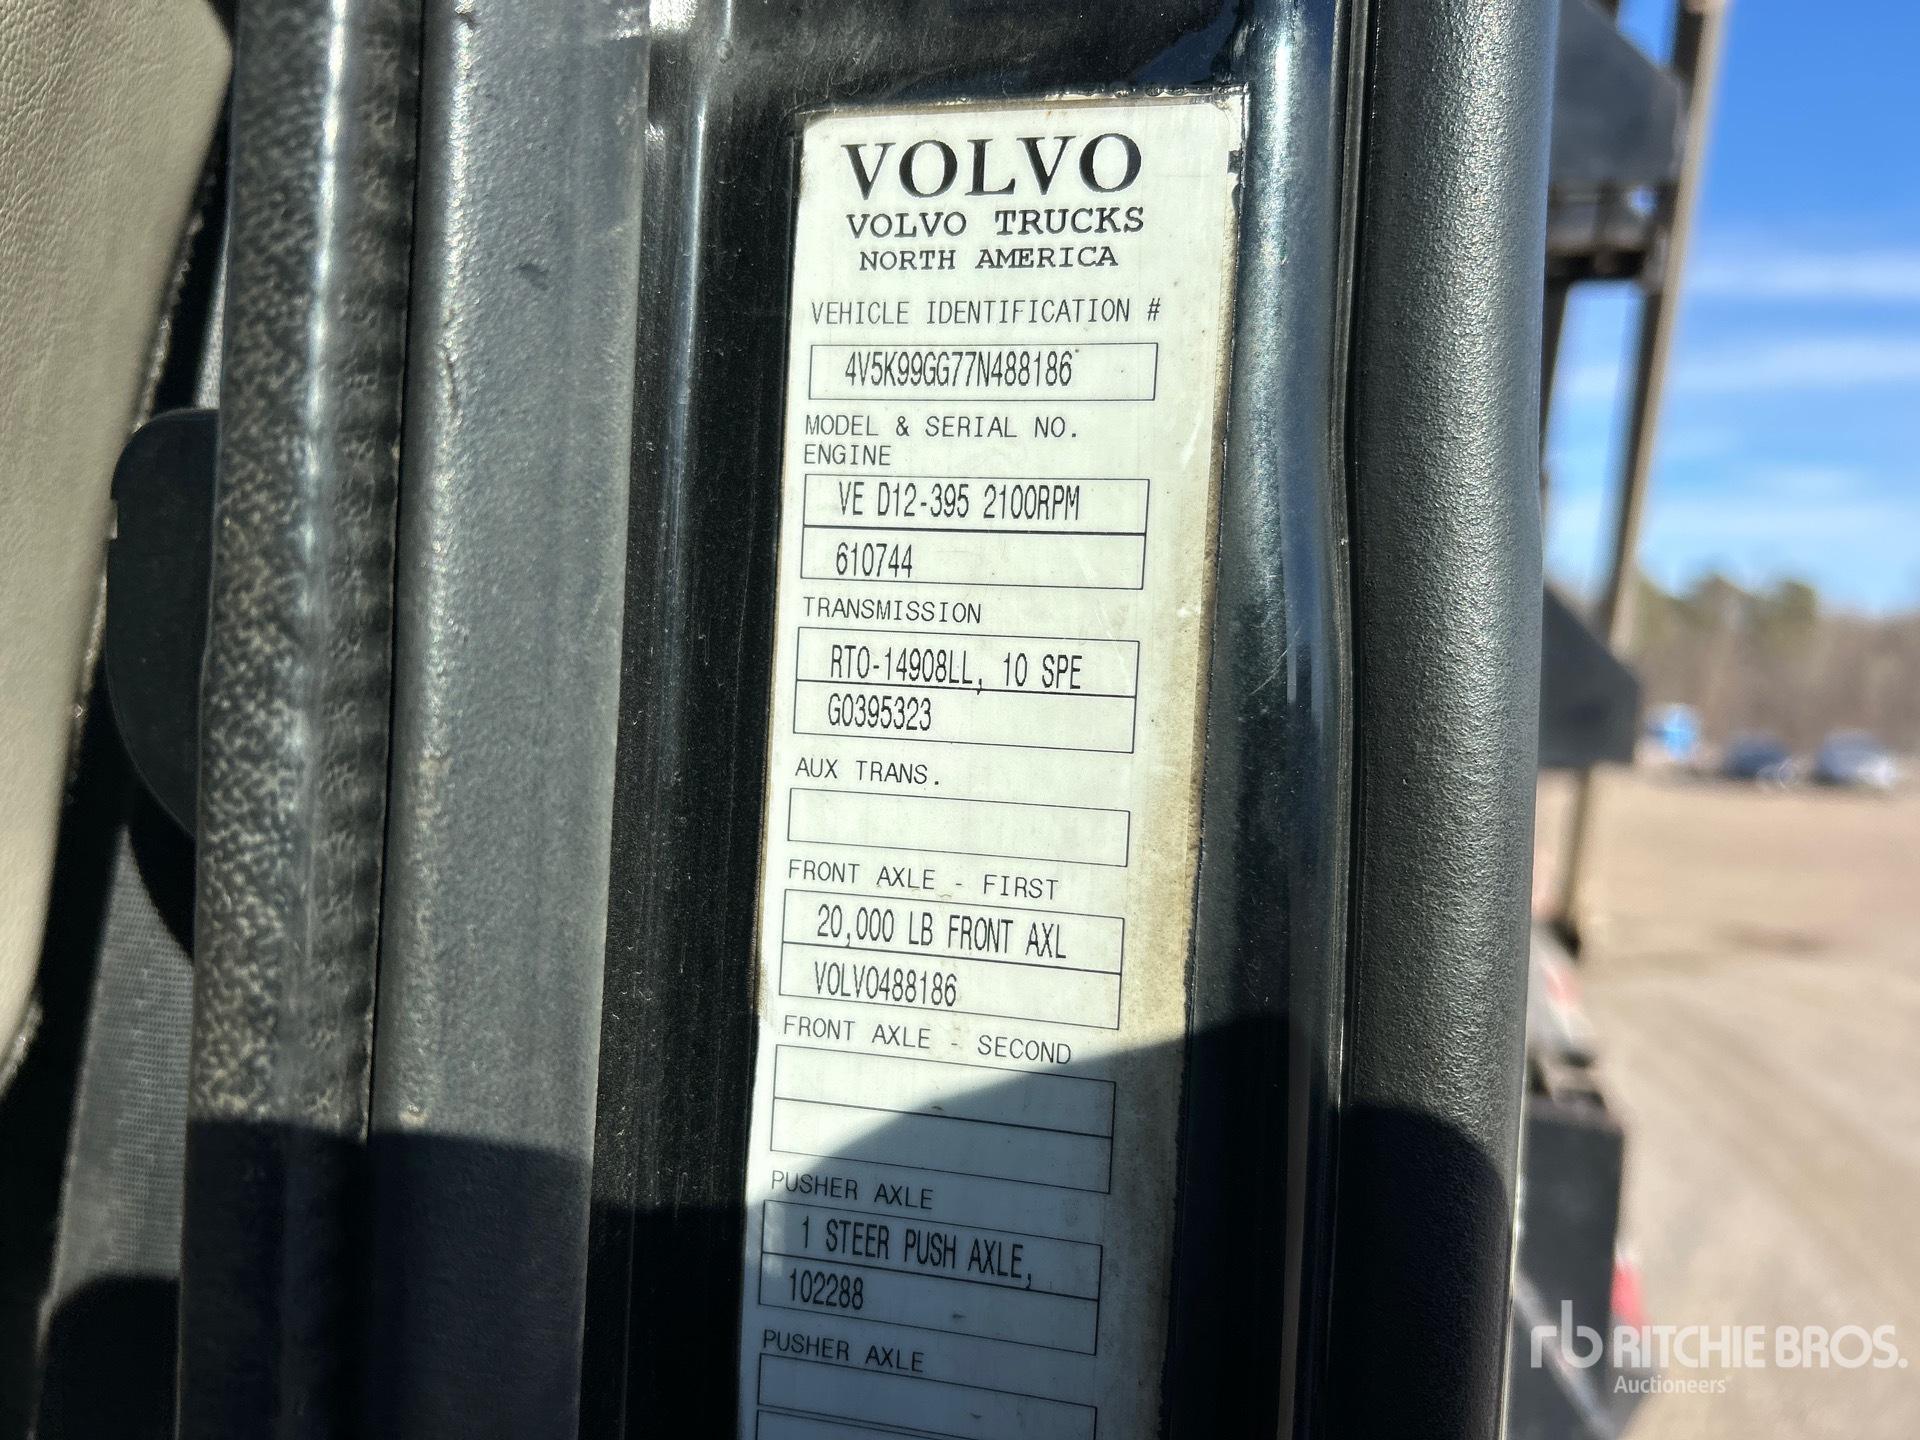 VOLVO
VOLVO TRUCKS
NORTH AMERICA
VEHICLE IDENTIFICATION #
4V5K99GG77N488186
MODEL & SERIAL NO.
ENGINE
VE D12-395 2100RPM
610744
TRANSMISSION
RTO-14908LL, 10 SPE
G0395323
AUX TRANS.
FRONT AXLE - FIRST
20,000 LB FRONT AXL
VOLVO488186
FRONT AXLE - SECOND
PUSHER AXLE
1 STEER PUSH AXLE,
102288
PUSHER AXLE
rb RITCHIE BROS.
Auctioneers